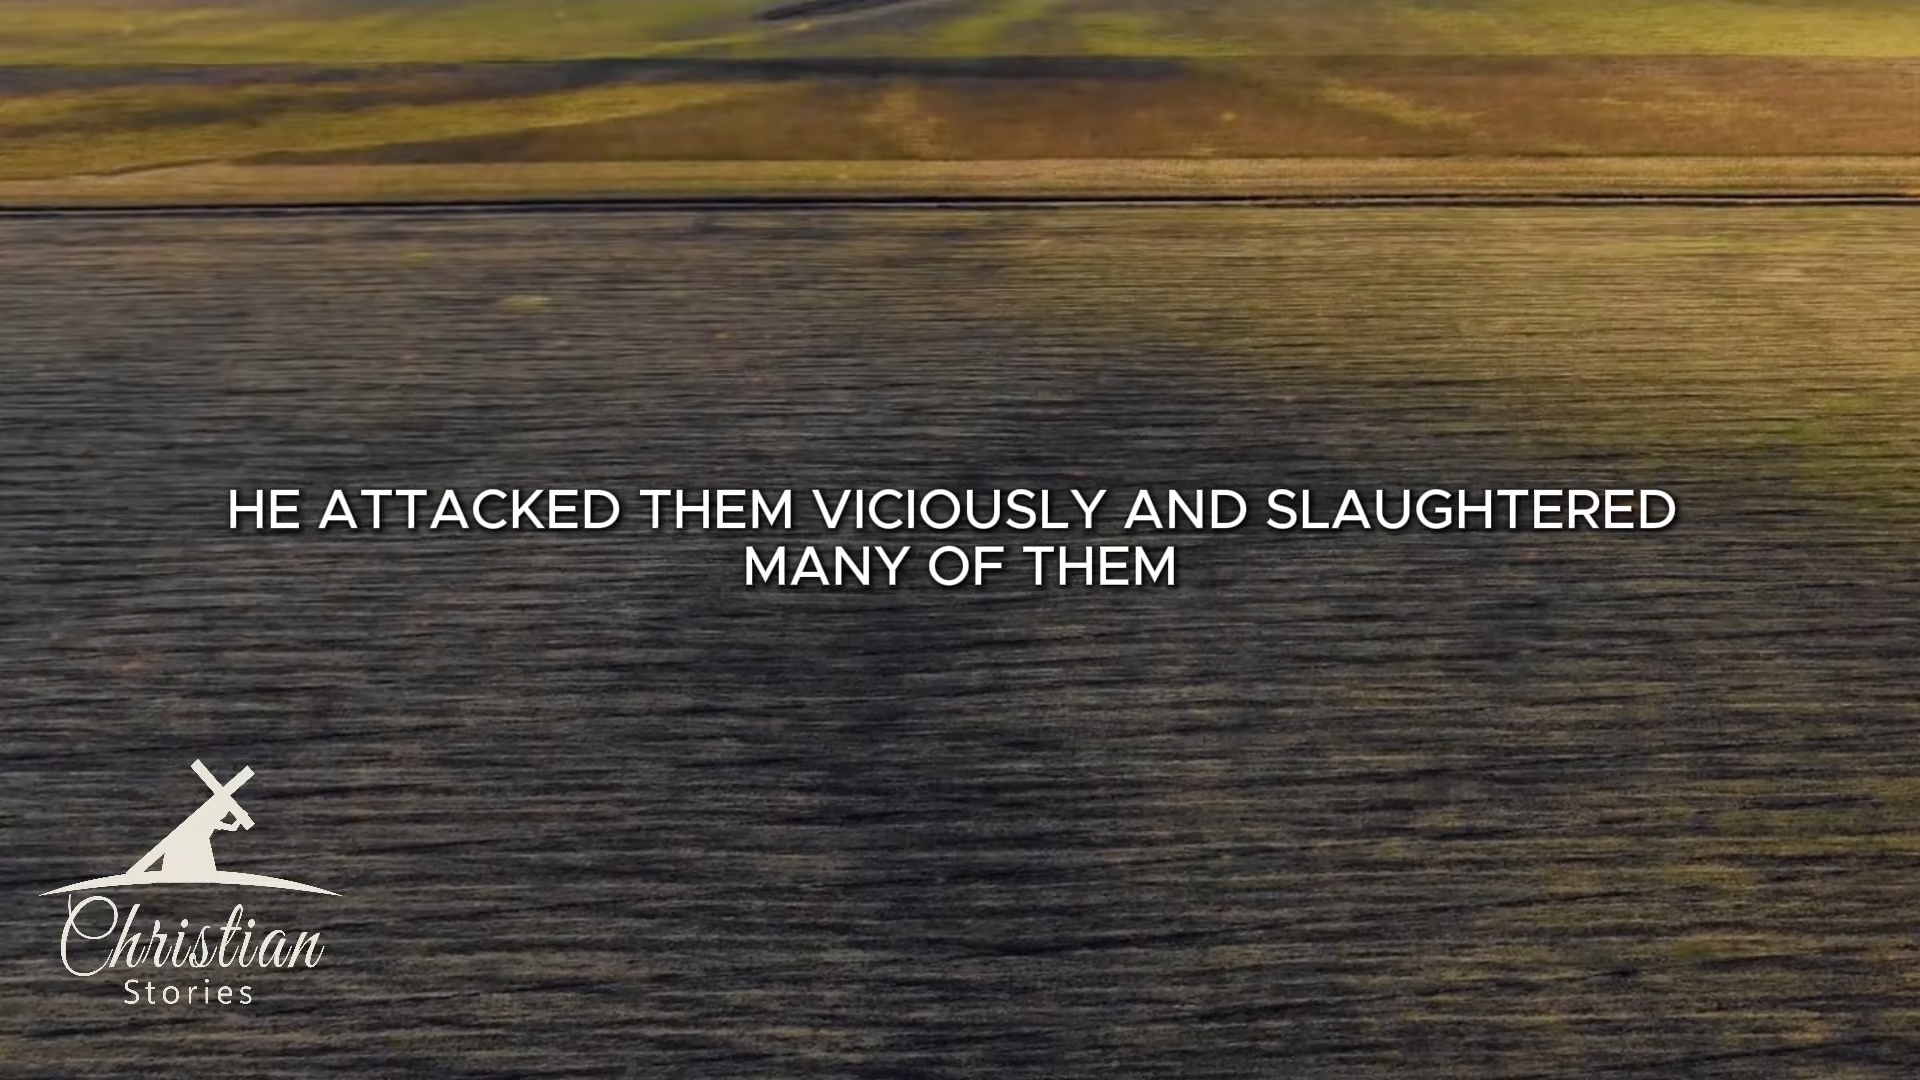 HE ATTACKED THEM VICIOUSLY AND SLAUGHTERED
MANY OF THEM
Christian
Stories